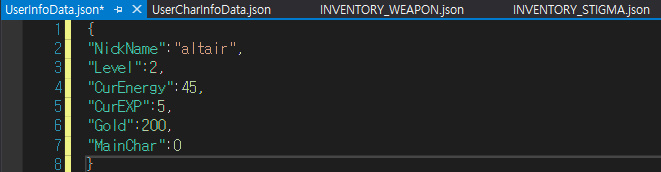 UserInfoData.json* UserCharInfoData.json INVENTORY_WEAPON.json INVENTORY_STIGMA.json
1 {
2 "NickName":"altair",
3 "Level":2,
4 "CurEnergy":45,
5 "CurEXP":5,
6 "Gold":200,
7 "MainChar":0
8 }